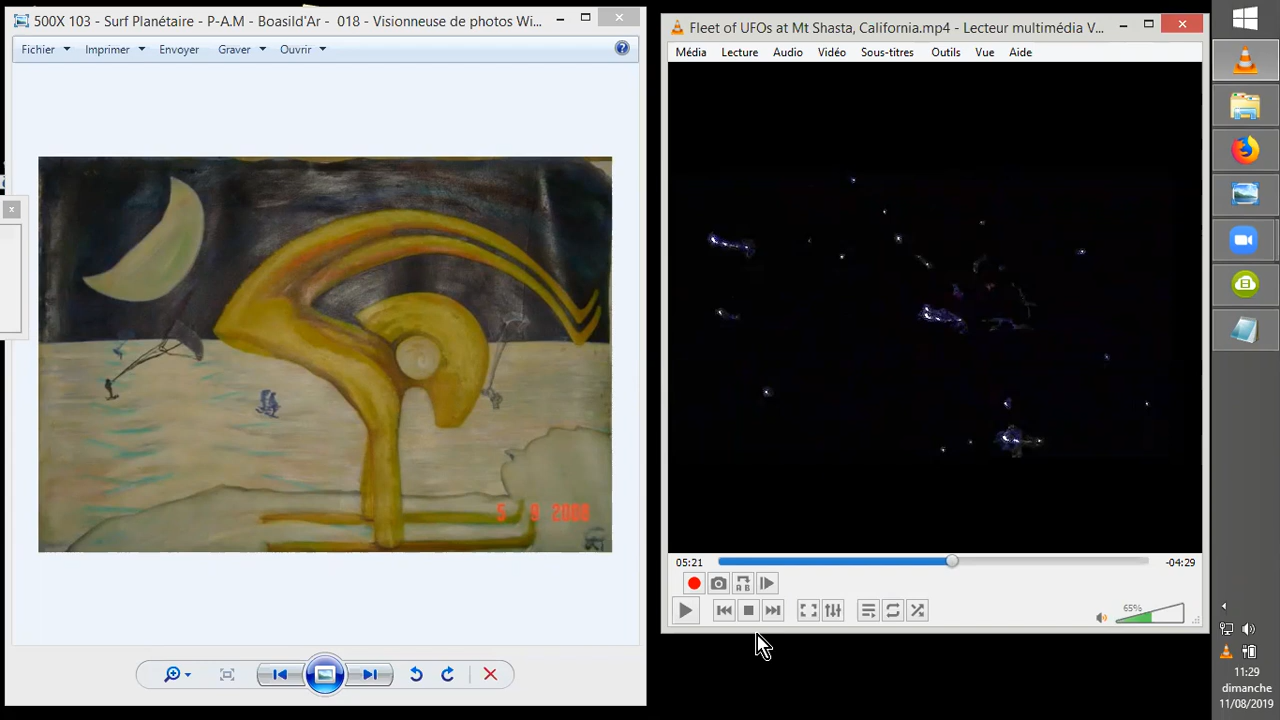 500X 103 - Surf Planétaire - P-A.M - Boasild'Ar - 018 - Visionneuse de photos Wi...
Fichier Imprimer Envoyer Graver Ouvrir
5 9 2008
Fleet of UFOs at Mt Shasta, California.mp4 - Lecteur multimédia V...
Média Lecture Audio Vidéo Sous-titres Outils Vue Aide
05:21 -04:29
A B
65%
11:29
dimanche
11/08/2019